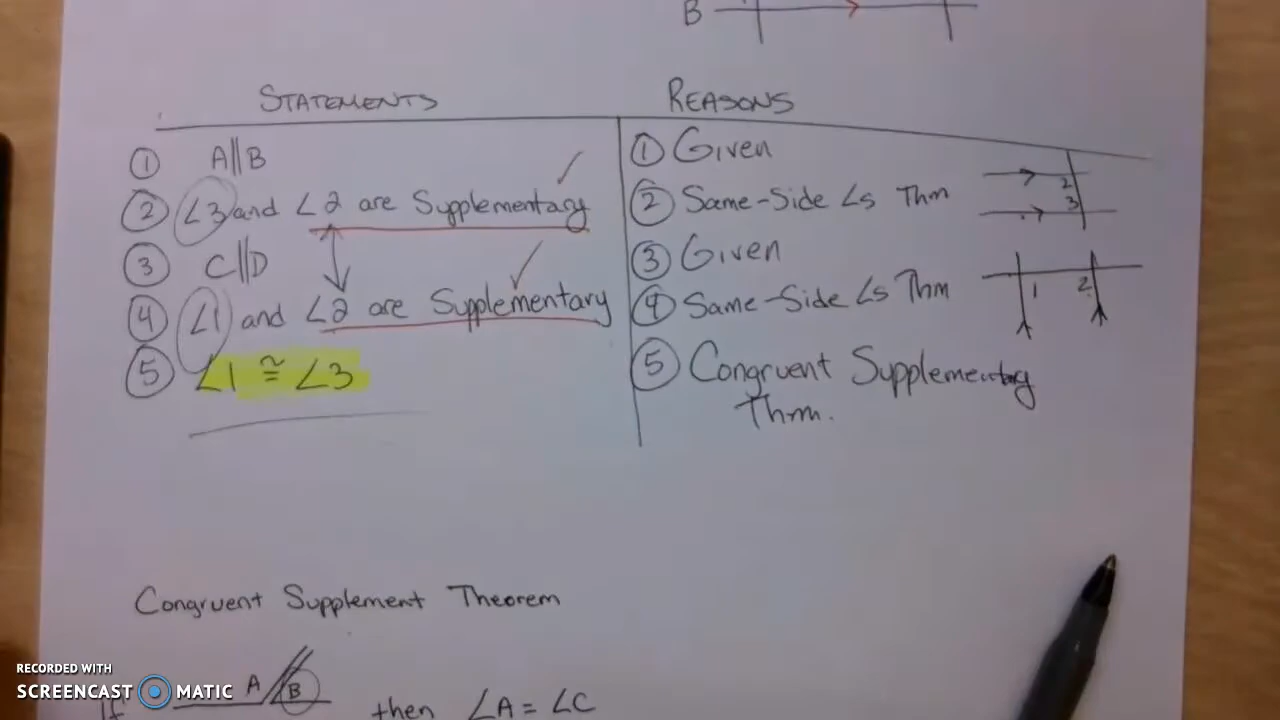 B
STATEMENTS REASONS
① A∥B ① Given
② ∠3 and ∠2 are Supplementary ② Same-Side ∠s Thm
2
3
③ C∥D ③ Given
④ ∠1 and ∠2 are Supplementary ④ Same-Side ∠s Thm
1 2
⑤ ∠1 ≅ ∠3 ⑤ Congruent Supplementary
Thm.
Congruent Supplement Theorem
A B
If then ∠A = ∠C
RECORDED WITH
SCREENCAST MATIC